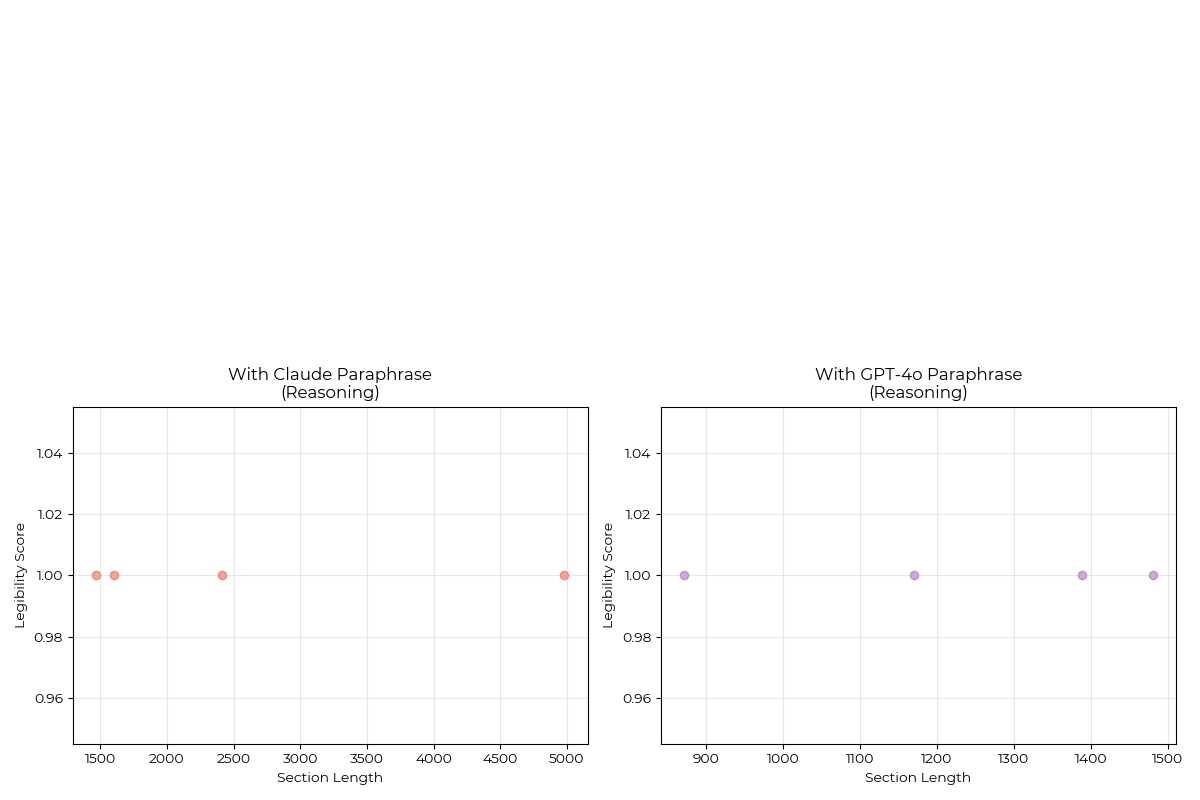 With Claude Paraphrase
(Reasoning)
Legibility Score
1.04
1.02
1.00
0.98
0.96
1500 2000 2500 3000 3500 4000 4500 5000
Section Length
With GPT-4o Paraphrase
(Reasoning)
Legibility Score
1.04
1.02
1.00
0.98
0.96
900 1000 1100 1200 1300 1400 1500
Section Length